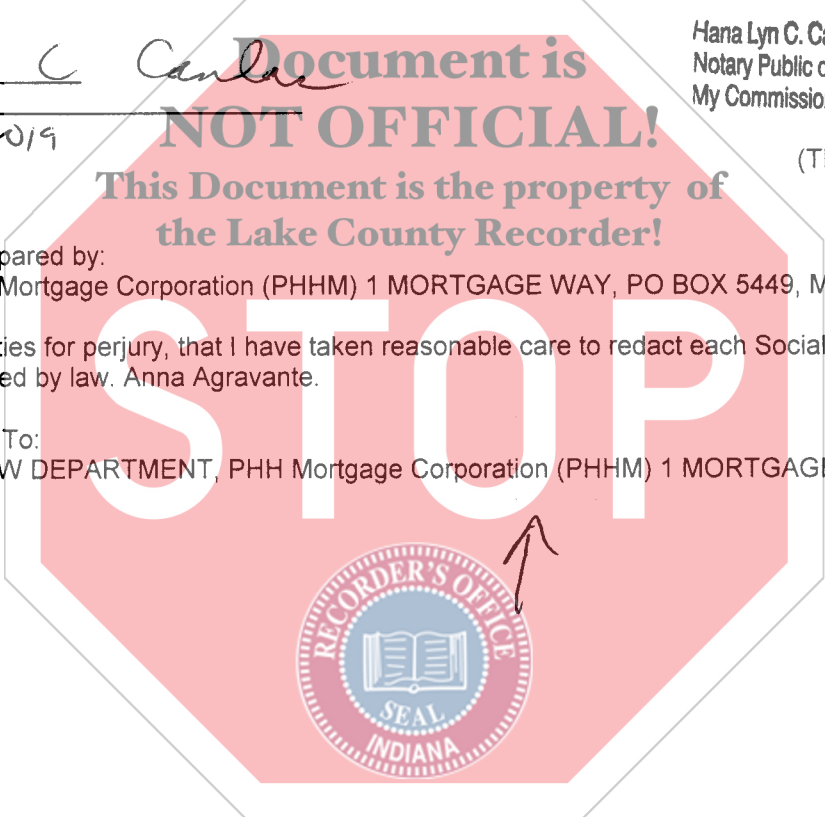 C Canlas
2019
Hana Lyn C. Ca
Notary Public o
My Commissio
(T
Document is
NOT OFFICIAL!
This Document is the property of
the Lake County Recorder!
pared by:
Mortgage Corporation (PHHM) 1 MORTGAGE WAY, PO BOX 5449, M
ties for perjury, that I have taken reasonable care to redact each Social
ed by law. Anna Agravante.
To:
W DEPARTMENT, PHH Mortgage Corporation (PHHM) 1 MORTGAGE
STOP
RECORDER'S OFFICE
SEAL
INDIANA